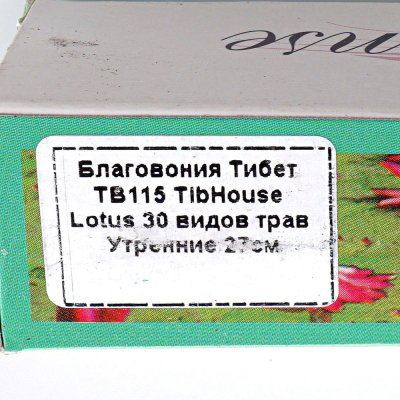 Благовония Тибет
TB115 TibHouse
Lotus 30 видов трав
Утренние 27см